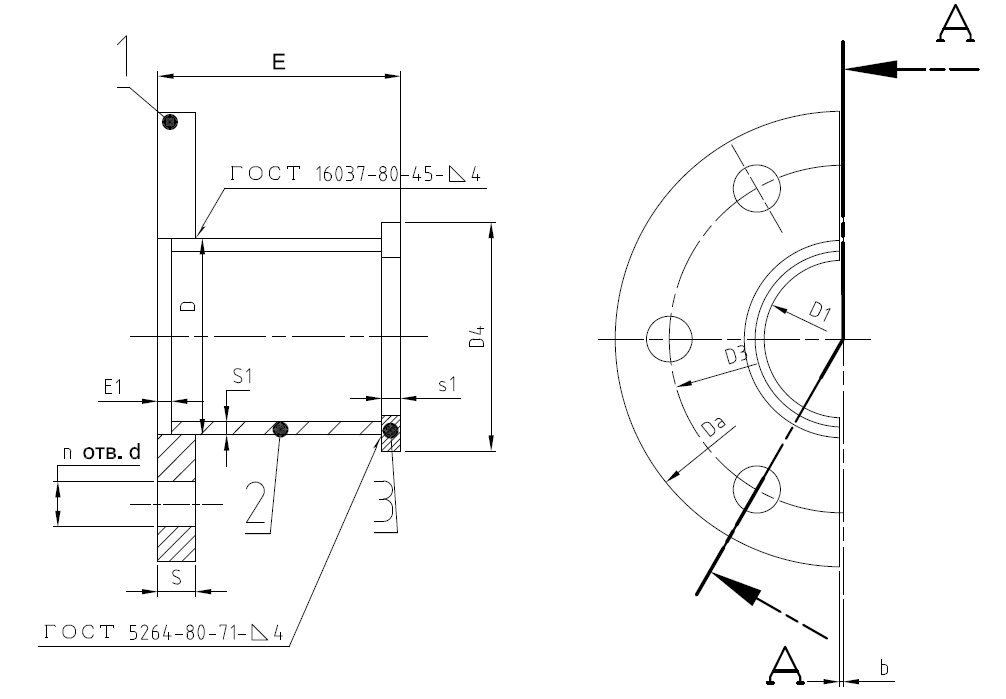 1
E
ГОСТ 16037-80-45-◺4
D
D4
E1
S1
s1
n отв. d
2
3
S
ГОСТ 5264-80-71-◺4
A
D1
D3
Da
A
b